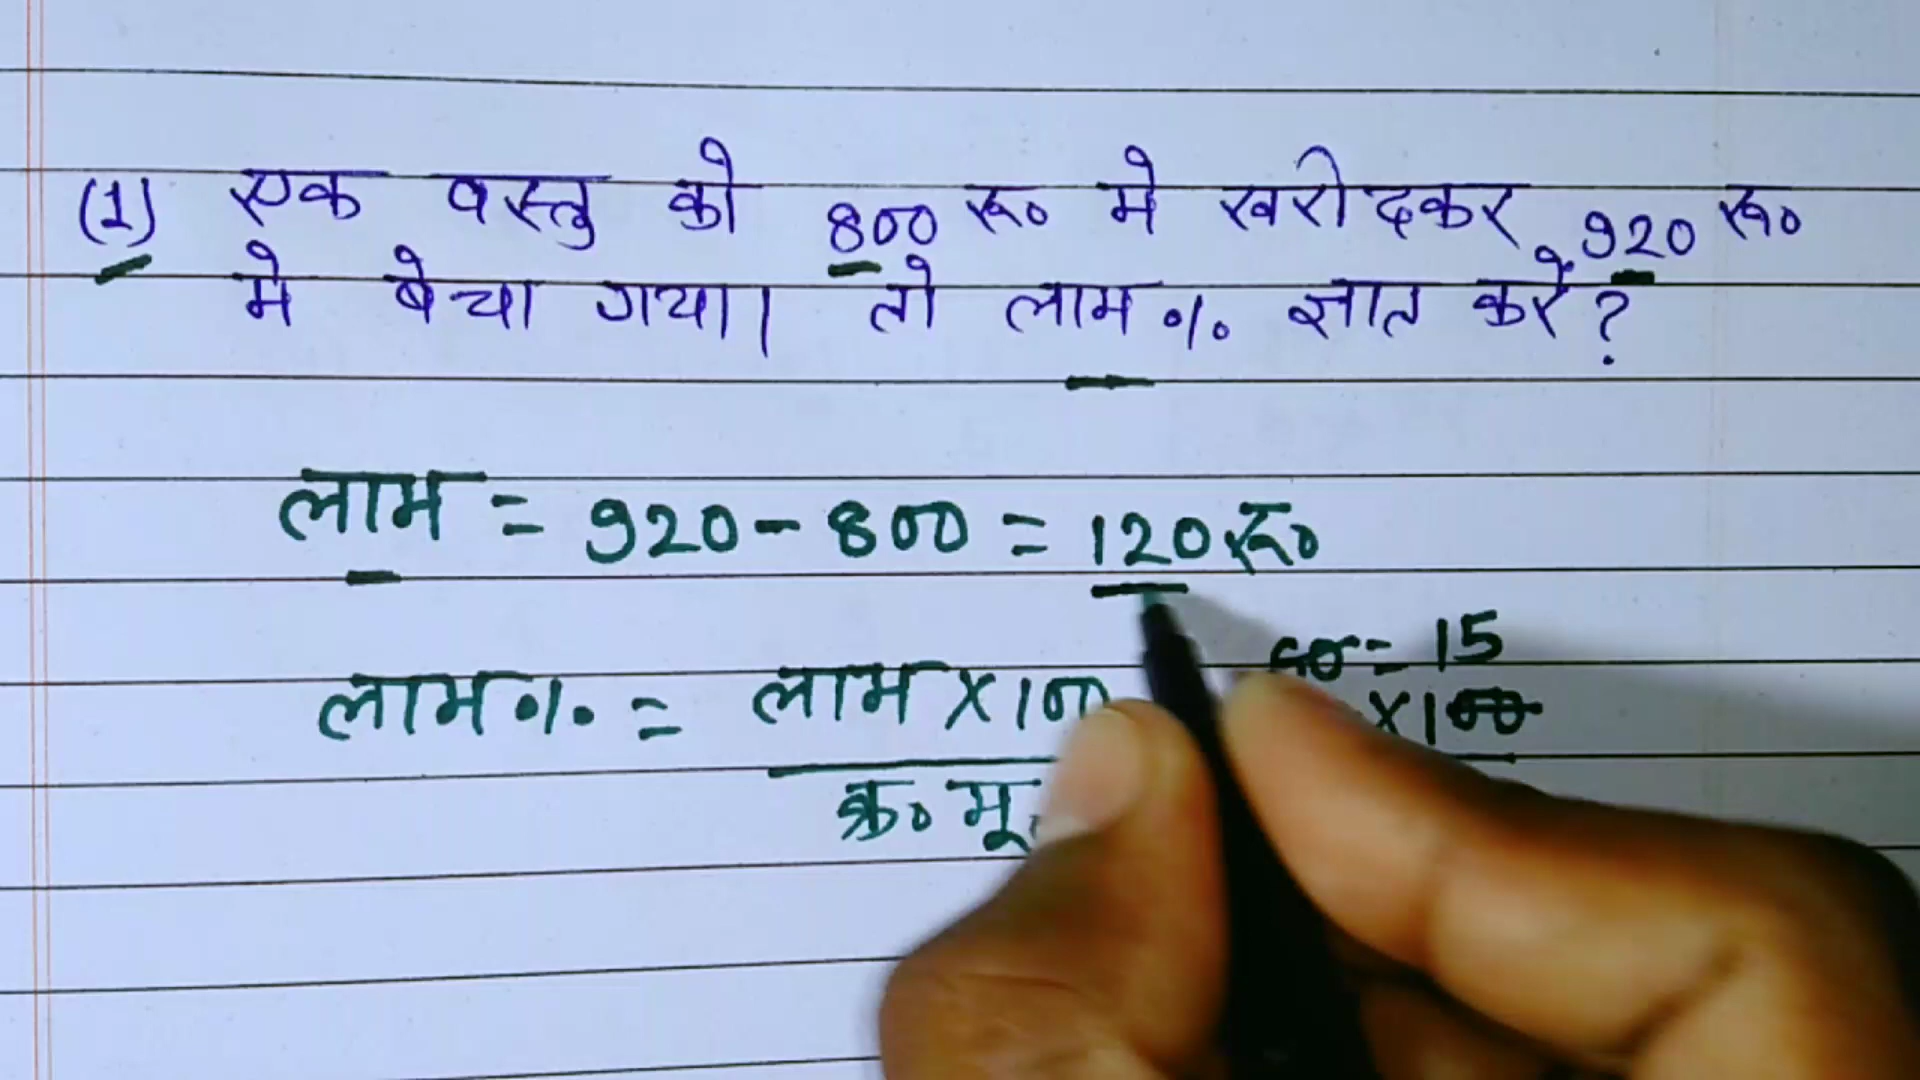 (1) एक वस्तु को 800 रू० मे खरीदकर 920 रू०
मे बेचा गया। तो लाभ % ज्ञात करें?
लाभ = 920 - 800 = 120 रू०
= 15
लाभ % = लाभ × 100 × 100
क्र० मू.